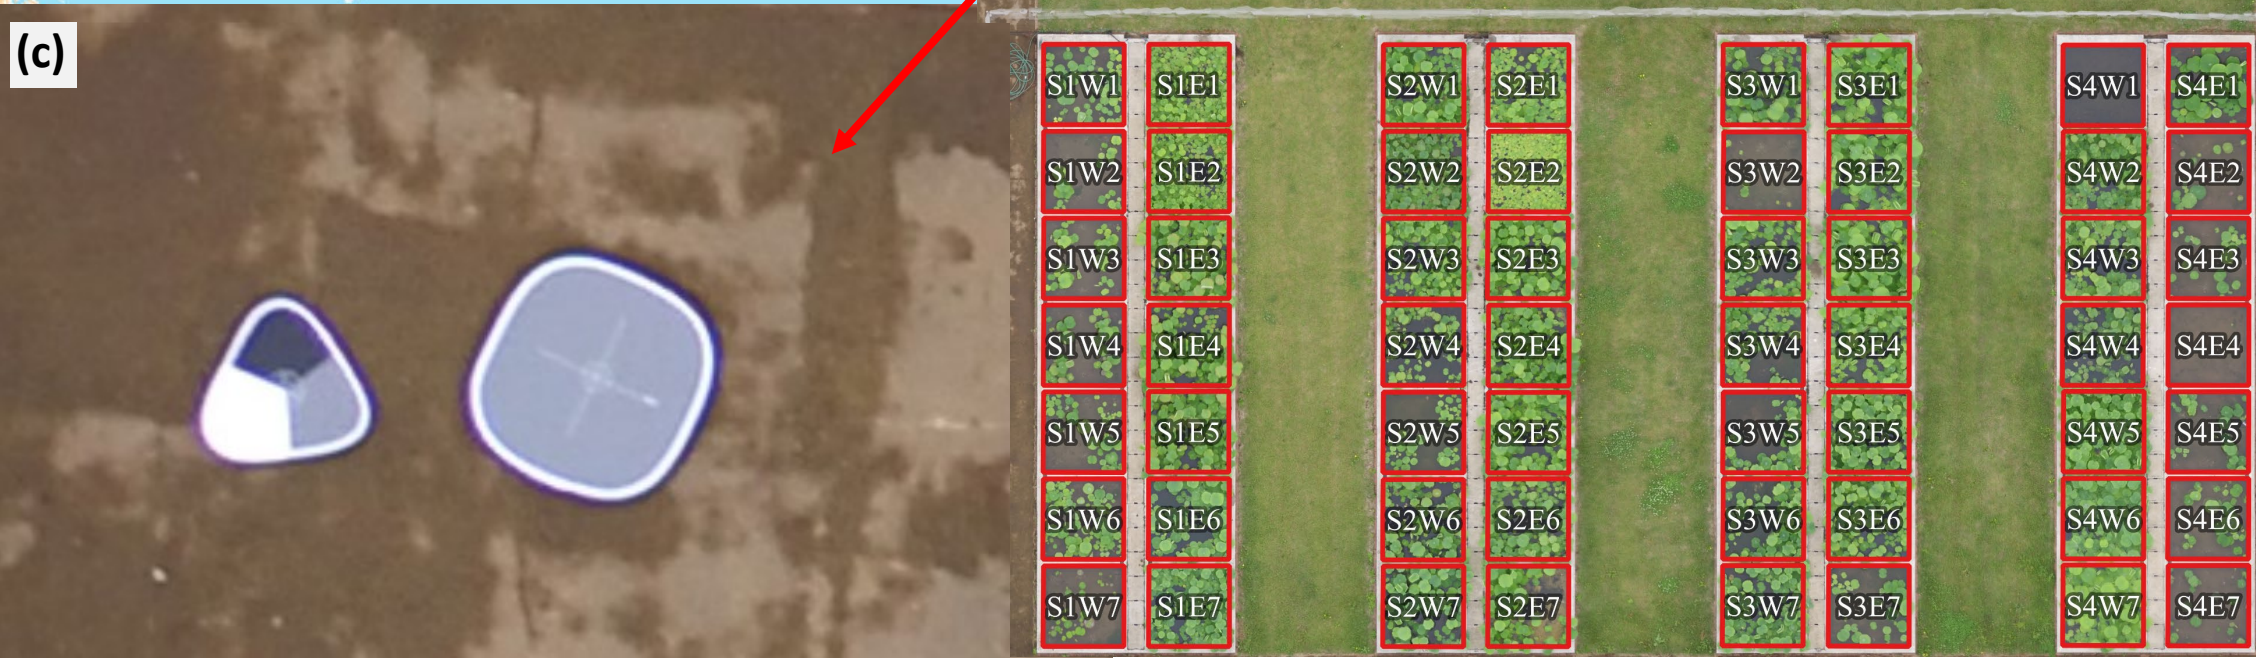 (c)
S1W1 S1E1 S2W1 S2E1 S3W1 S3E1 S4W1 S4E1
S1W2 S1E2 S2W2 S2E2 S3W2 S3E2 S4W2 S4E2
S1W3 S1E3 S2W3 S2E3 S3W3 S3E3 S4W3 S4E3
S1W4 S1E4 S2W4 S2E4 S3W4 S3E4 S4W4 S4E4
S1W5 S1E5 S2W5 S2E5 S3W5 S3E5 S4W5 S4E5
S1W6 S1E6 S2W6 S2E6 S3W6 S3E6 S4W6 S4E6
S1W7 S1E7 S2W7 S2E7 S3W7 S3E7 S4W7 S4E7